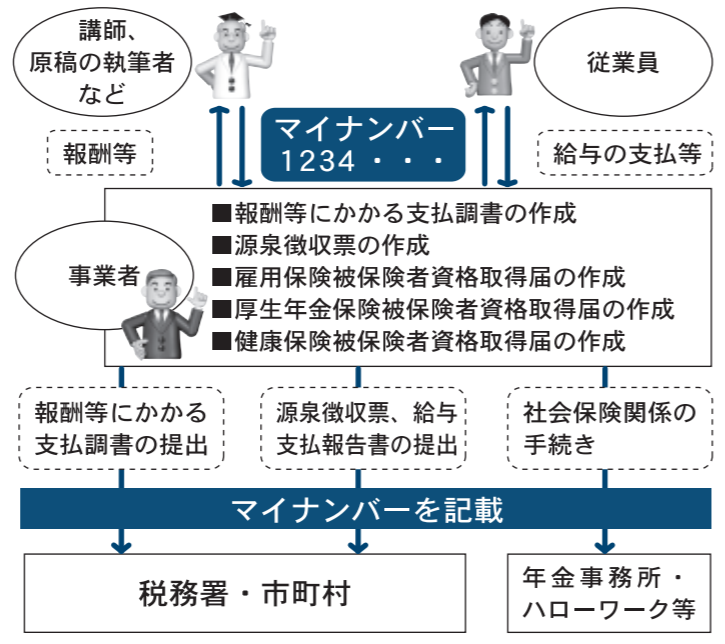 講師、
原稿の執筆者
など
従業員
マイナンバー
1234・・・
報酬等
給与の支払等
事業者
■報酬等にかかる支払調書の作成
■源泉徴収票の作成
■雇用保険被保険者資格取得届の作成
■厚生年金保険被保険者資格取得届の作成
■健康保険被保険者資格取得届の作成
報酬等にかかる
支払調書の提出
源泉徴収票、給与
支払報告書の提出
社会保険関係の
手続き
マイナンバーを記載
税務署・市町村
年金事務所・
ハローワーク等